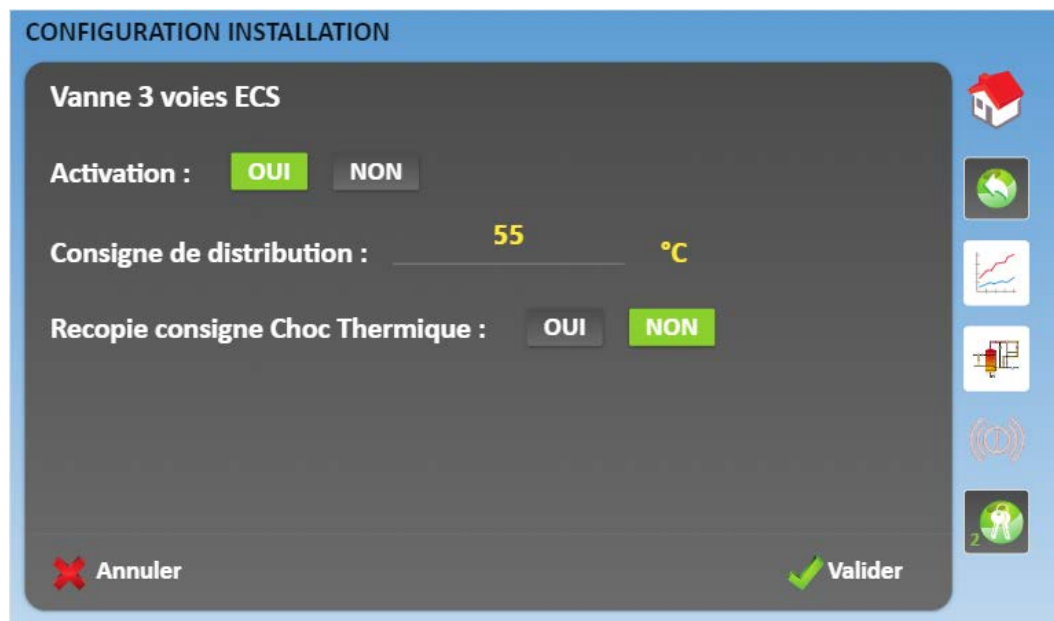 CONFIGURATION INSTALLATION
Vanne 3 voies ECS
Activation : OUI NON
Consigne de distribution : 55 °C
Recopie consigne Choc Thermique : OUI NON
2
Annuler Valider